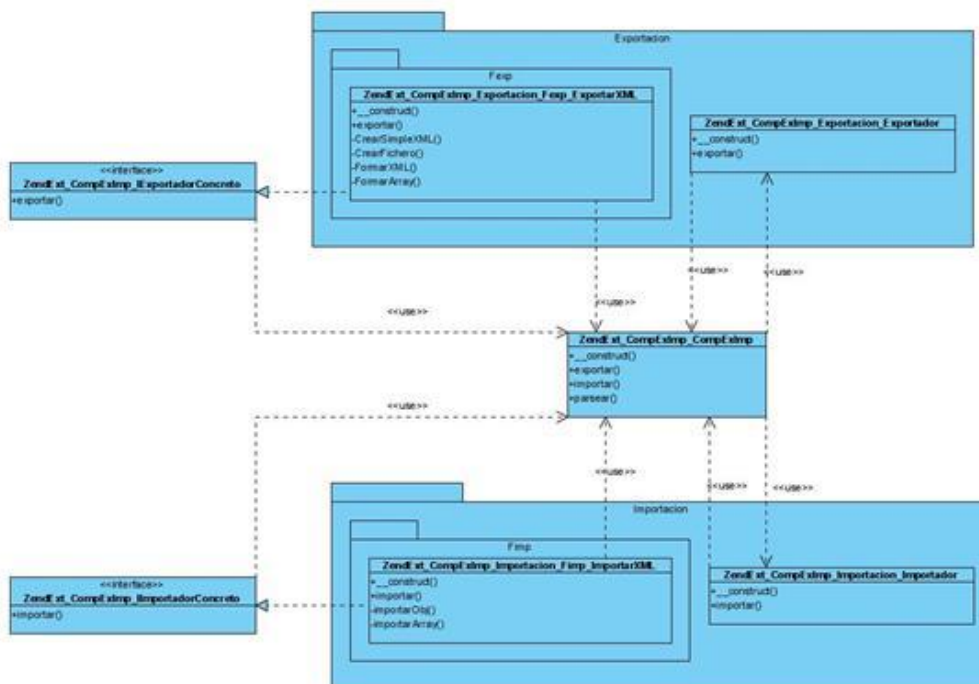 Exportacion
Fexp
ZendExt_CompExImp_Exportacion_Fexp_ExportarXML
+__construct()
+exportar()
-CrearSimpleXML()
-CrearFichero()
-FormarXML()
-FormarArray()
ZendExt_CompExImp_Exportacion_Exportador
+__construct()
+exportar()
<<interface>>
ZendExt_CompExImp_IExportadorConcreto
+exportar()
<<use>>
<<use>>
<<use>>
<<use>>
ZendExt_CompExImp_CompExImp
+__construct()
+exportar()
+importar()
+parsear()
<<use>>
<<use>>
<<use>>
<<use>>
Importacion
Fimp
ZendExt_CompExImp_Importacion_Fimp_ImportarXML
+__construct()
+importar()
-importarObj()
-importarArray()
ZendExt_CompExImp_Importacion_Importador
+__construct()
+importar()
<<interface>>
ZendExt_CompExImp_IImportadorConcreto
+importar()